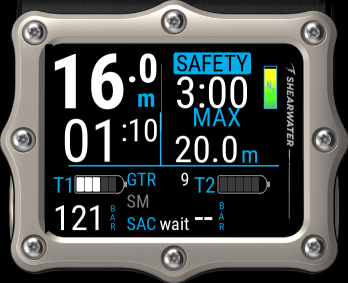 16.0 m
SAFETY
3:00
01:10
MAX
20.0m
N₂
SHEARWATER
T1
GTR
9
T2
SM
121 BAR
SAC wait
-- BAR